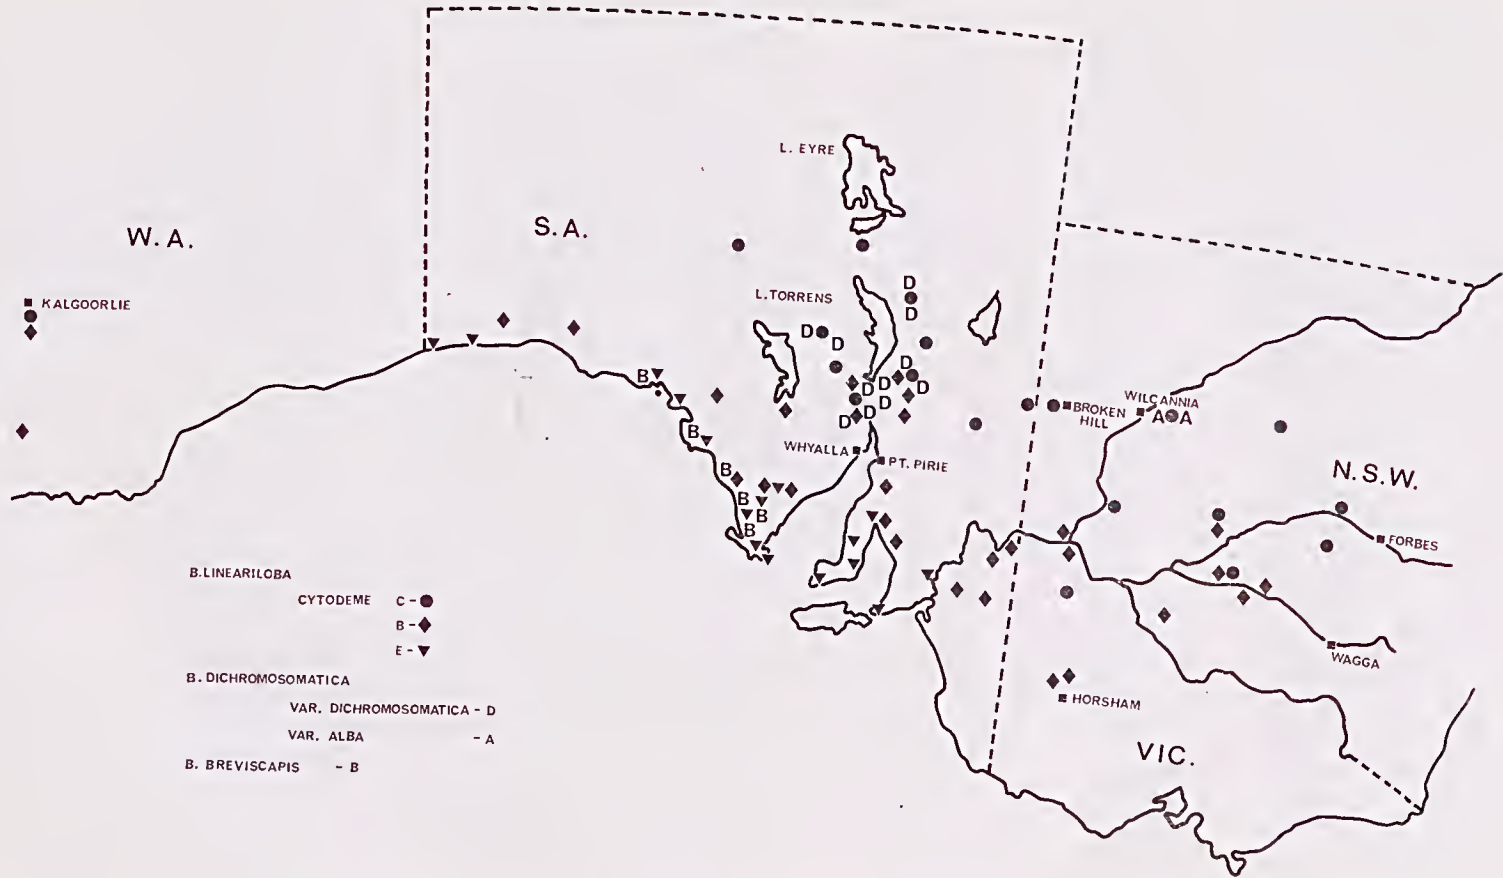 L. EYRE
W. A.
S. A.
KALGOORLIE
L. TORRENS
D
D
D D
D
D
D
D
D
D
D
B
B
B
B
B
B
WHYALLA
PT. PIRIE
BROKEN
HILL
WILCANNIA
A A
N.S.W.
FORBES
WAGGA
HORSHAM
VIC.
B. LINEARILOBA
CYTODEME C -
B -
E -
B. DICHROMOSOMATICA
VAR. DICHROMOSOMATICA - D
VAR. ALBA - A
B. BREVISCAPIS - B